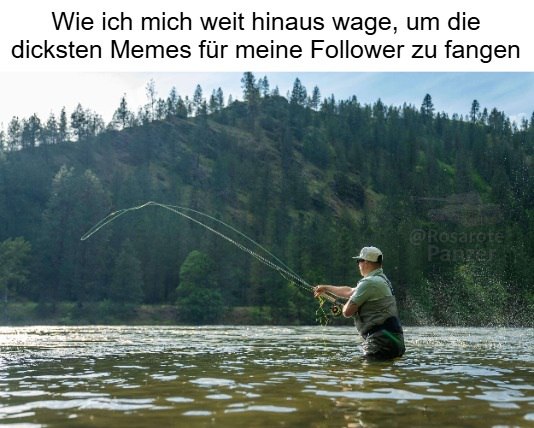 Wie ich mich weit hinaus wage, um die
dicksten Memes für meine Follower zu fangen
@Rosarote
Panzer